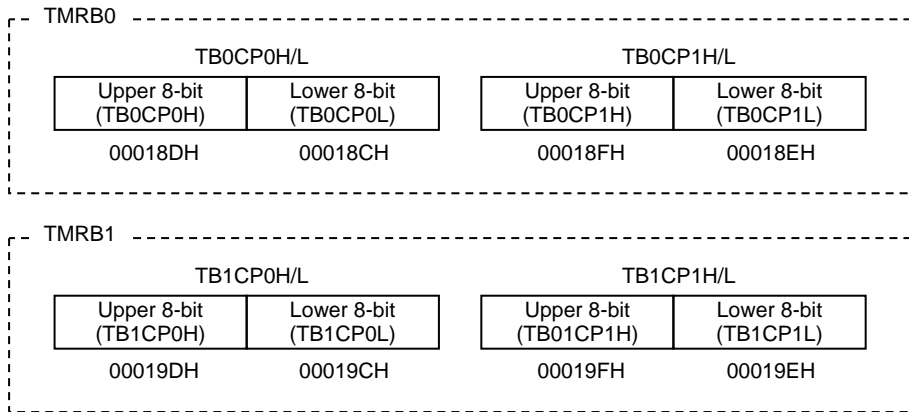 TMRB0
TB0CP0H/L TB0CP1H/L
Upper 8-bit Lower 8-bit Upper 8-bit Lower 8-bit
(TB0CP0H) (TB0CP0L) (TB0CP1H) (TB0CP1L)
00018DH 00018CH 00018FH 00018EH
TMRB1
TB1CP0H/L TB1CP1H/L
Upper 8-bit Lower 8-bit Upper 8-bit Lower 8-bit
(TB1CP0H) (TB1CP0L) (TB01CP1H) (TB1CP1L)
00019DH 00019CH 00019FH 00019EH